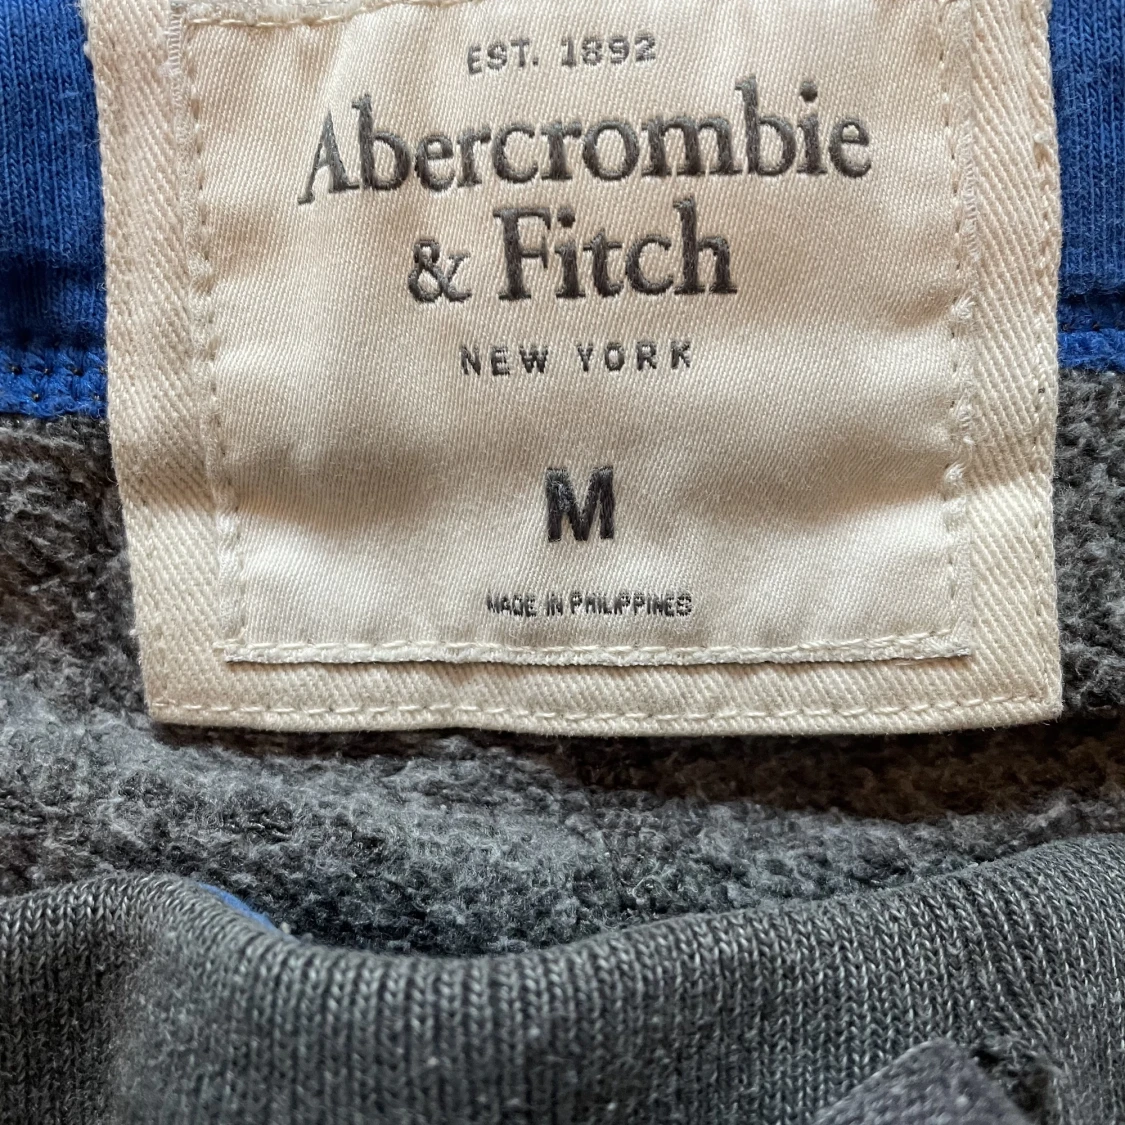 EST. 1892
Abercrombie
& Fitch
NEW YORK
M
MADE IN PHILIPPINES